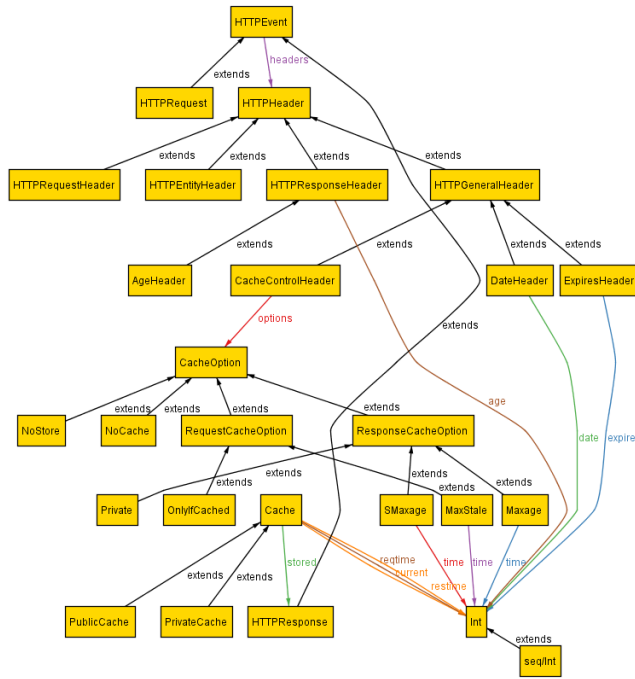 HTTPEvent
headers
extends
HTTPRequest
HTTPHeader
extends
extends
extends
extends
HTTPRequestHeader
HTTPEntityHeader
HTTPResponseHeader
HTTPGeneralHeader
extends
extends
extends
extends
AgeHeader
CacheControlHeader
DateHeader
ExpiresHeader
options
extends
CacheOption
age
extends
extends
extends
extends
NoStore
NoCache
RequestCacheOption
ResponseCacheOption
date
expire
extends
extends
extends
extends
extends
Private
OnlyIfCached
Cache
SMaxage
MaxStale
Maxage
stored
reqtime
current
restime
time
time
time
extends
extends
PublicCache
PrivateCache
HTTPResponse
Int
extends
seq/Int